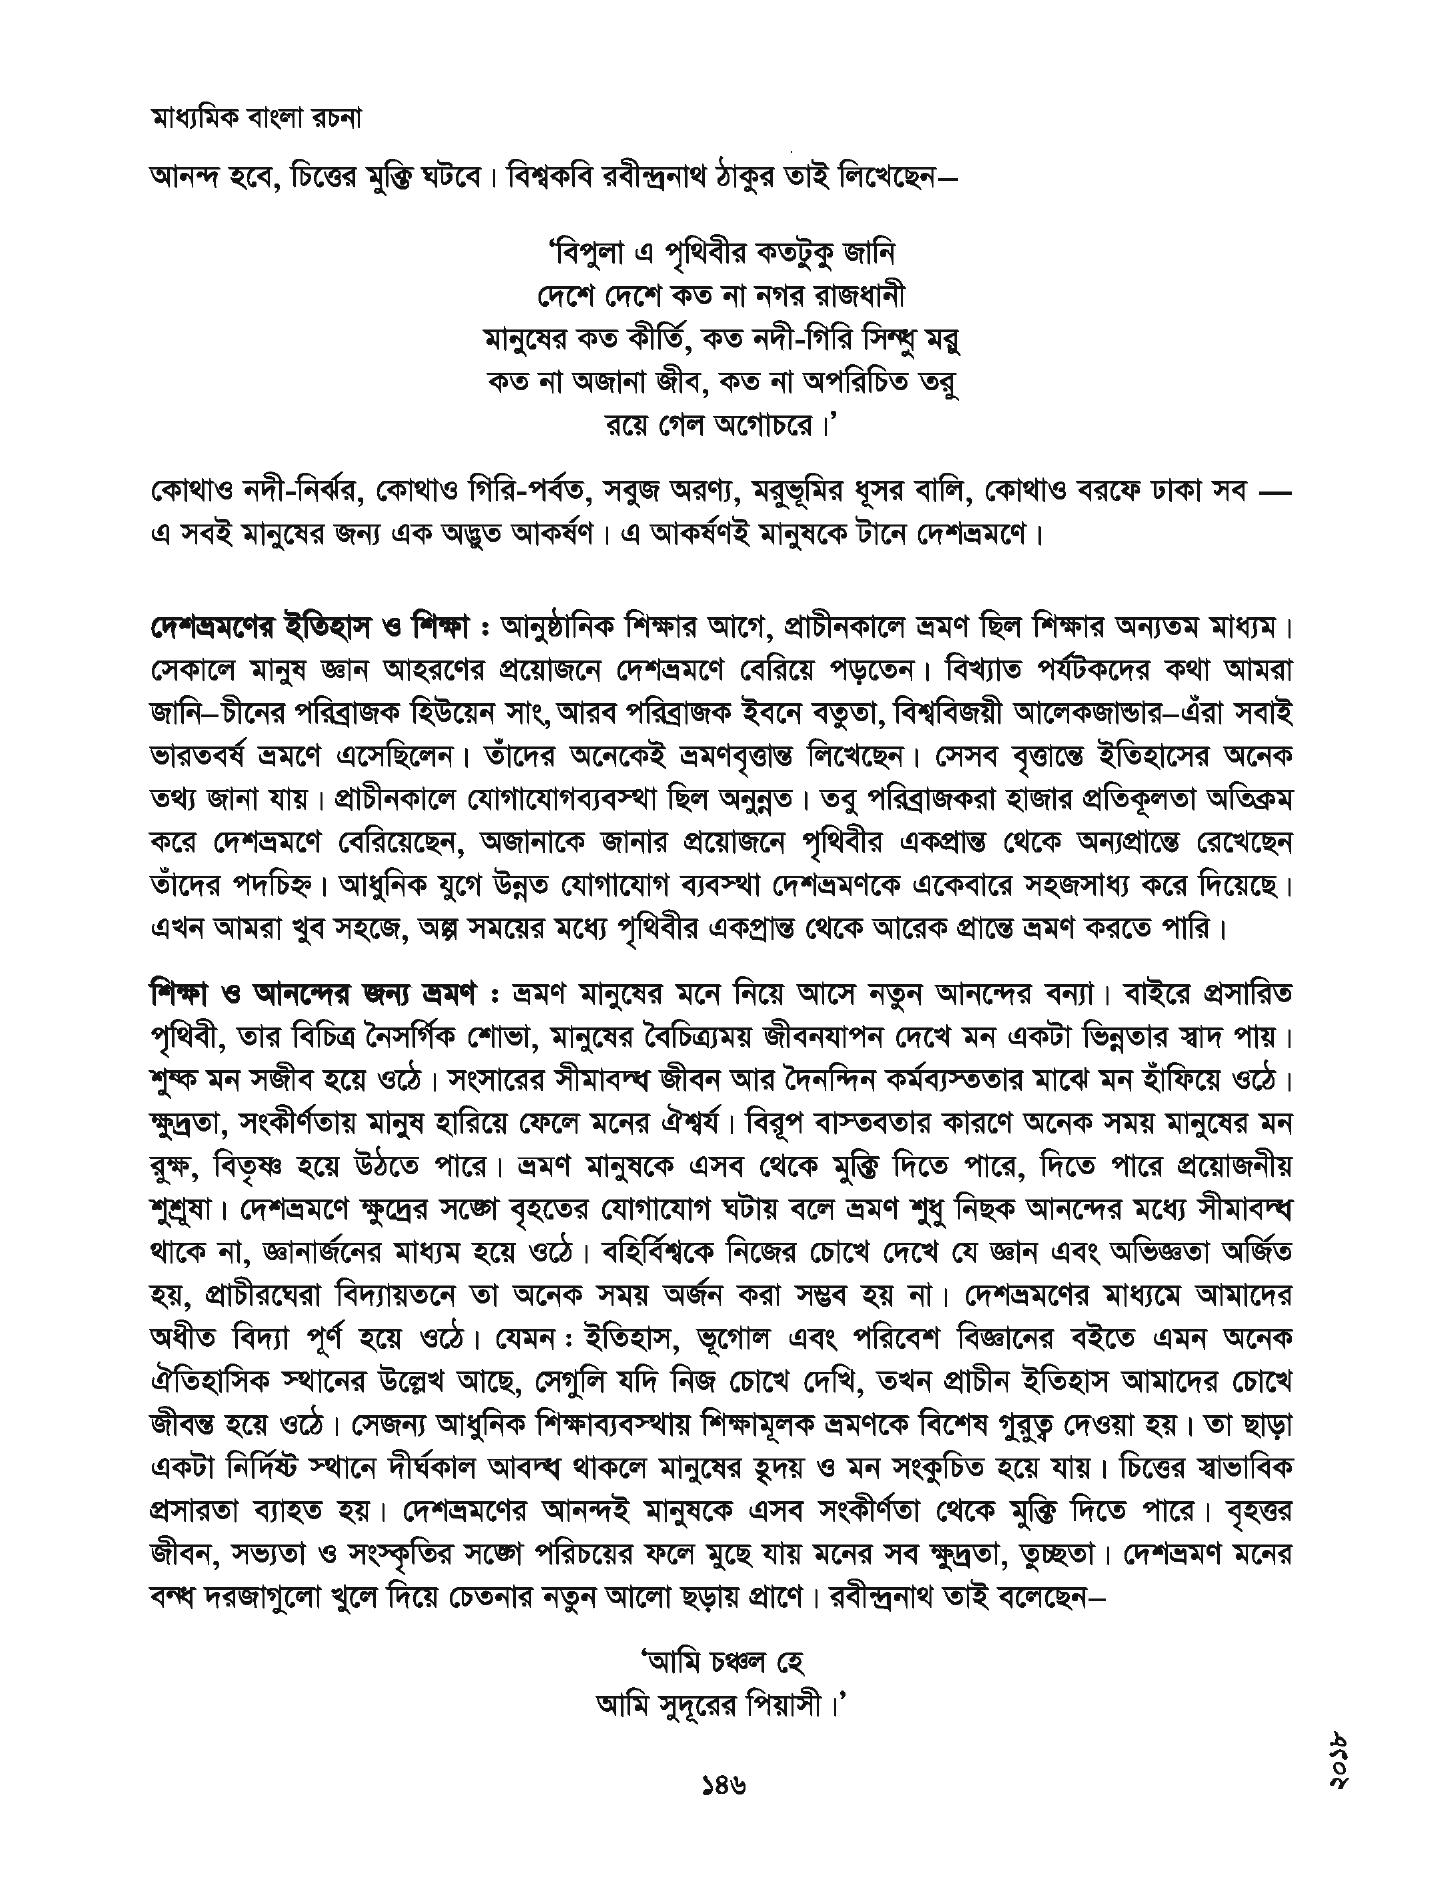 মাধ্যমিক বাংলা রচনা
আনন্দ হবে, চিত্তের মুক্তি ঘটবে। বিশ্বকবি রবীন্দ্রনাথ ঠাকুর তাই লিখেছেন–
‘বিপুলা এ পৃথিবীর কতটুকু জানি
দেশে দেশে কত না নগর রাজধানী
মানুষের কত কীর্তি, কত নদী-গিরি সিন্ধু মরু
কত না অজানা জীব, কত না অপরিচিত তরু
রয়ে গেল অগোচরে।’
কোথাও নদী-নির্ঝর, কোথাও গিরি-পর্বত, সবুজ অরণ্য, মরুভূমির ধূসর বালি, কোথাও বরফে ঢাকা সব —
এ সবই মানুষের জন্য এক অদ্ভুত আকর্ষণ। এ আকর্ষণই মানুষকে টানে দেশভ্রমণে।
দেশভ্রমণের ইতিহাস ও শিক্ষা : আনুষ্ঠানিক শিক্ষার আগে, প্রাচীনকালে ভ্রমণ ছিল শিক্ষার অন্যতম মাধ্যম।
সেকালে মানুষ জ্ঞান আহরণের প্রয়োজনে দেশভ্রমণে বেরিয়ে পড়তেন। বিখ্যাত পর্যটকদের কথা আমরা
জানি–চীনের পরিব্রাজক হিউয়েন সাং, আরব পরিব্রাজক ইবনে বতুতা, বিশ্ববিজয়ী আলেকজান্ডার–এঁরা সবাই
ভারতবর্ষ ভ্রমণে এসেছিলেন। তাঁদের অনেকেই ভ্রমণবৃত্তান্ত লিখেছেন। সেসব বৃত্তান্তে ইতিহাসের অনেক
তথ্য জানা যায়। প্রাচীনকালে যোগাযোগব্যবস্থা ছিল অনুন্নত। তবু পরিব্রাজকরা হাজার প্রতিকূলতা অতিক্রম
করে দেশভ্রমণে বেরিয়েছেন, অজানাকে জানার প্রয়োজনে পৃথিবীর একপ্রান্ত থেকে অন্যপ্রান্তে রেখেছেন
তাঁদের পদচিহ্ন। আধুনিক যুগে উন্নত যোগাযোগ ব্যবস্থা দেশভ্রমণকে একেবারে সহজসাধ্য করে দিয়েছে।
এখন আমরা খুব সহজে, অল্প সময়ের মধ্যে পৃথিবীর একপ্রান্ত থেকে আরেক প্রান্তে ভ্রমণ করতে পারি।
শিক্ষা ও আনন্দের জন্য ভ্রমণ : ভ্রমণ মানুষের মনে নিয়ে আসে নতুন আনন্দের বন্যা। বাইরে প্রসারিত
পৃথিবী, তার বিচিত্র নৈসর্গিক শোভা, মানুষের বৈচিত্র্যময় জীবনযাপন দেখে মন একটা ভিন্নতার স্বাদ পায়।
শুষ্ক মন সজীব হয়ে ওঠে। সংসারের সীমাবদ্ধ জীবন আর দৈনন্দিন কর্মব্যস্ততার মাঝে মন হাঁফিয়ে ওঠে।
ক্ষুদ্রতা, সংকীর্ণতায় মানুষ হারিয়ে ফেলে মনের ঐশ্বর্য। বিরূপ বাস্তবতার কারণে অনেক সময় মানুষের মন
রুক্ষ, বিতৃষ্ণ হয়ে উঠতে পারে। ভ্রমণ মানুষকে এসব থেকে মুক্তি দিতে পারে, দিতে পারে প্রয়োজনীয়
শুশ্রূষা। দেশভ্রমণে ক্ষুদ্রের সঙ্গে বৃহতের যোগাযোগ ঘটায় বলে ভ্রমণ শুধু নিছক আনন্দের মধ্যে সীমাবদ্ধ
থাকে না, জ্ঞানার্জনের মাধ্যম হয়ে ওঠে। বহির্বিশ্বকে নিজের চোখে দেখে যে জ্ঞান এবং অভিজ্ঞতা অর্জিত
হয়, প্রাচীরঘেরা বিদ্যায়তনে তা অনেক সময় অর্জন করা সম্ভব হয় না। দেশভ্রমণের মাধ্যমে আমাদের
অধীত বিদ্যা পূর্ণ হয়ে ওঠে। যেমন : ইতিহাস, ভূগোল এবং পরিবেশ বিজ্ঞানের বইতে এমন অনেক
ঐতিহাসিক স্থানের উল্লেখ আছে, সেগুলি যদি নিজ চোখে দেখি, তখন প্রাচীন ইতিহাস আমাদের চোখে
জীবন্ত হয়ে ওঠে। সেজন্য আধুনিক শিক্ষাব্যবস্থায় শিক্ষামূলক ভ্রমণকে বিশেষ গুরুত্ব দেওয়া হয়। তা ছাড়া
একটা নির্দিষ্ট স্থানে দীর্ঘকাল আবদ্ধ থাকলে মানুষের হৃদয় ও মন সংকুচিত হয়ে যায়। চিত্তের স্বাভাবিক
প্রসারতা ব্যাহত হয়। দেশভ্রমণের আনন্দই মানুষকে এসব সংকীর্ণতা থেকে মুক্তি দিতে পারে। বৃহত্তর
জীবন, সভ্যতা ও সংস্কৃতির সঙ্গে পরিচয়ের ফলে মুছে যায় মনের সব ক্ষুদ্রতা, তুচ্ছতা। দেশভ্রমণ মনের
বন্ধ দরজাগুলো খুলে দিয়ে চেতনার নতুন আলো ছড়ায় প্রাণে। রবীন্দ্রনাথ তাই বলেছেন–
‘আমি চঞ্চল হে
আমি সুদূরের পিয়াসী।’
১৪৬
২০১৮